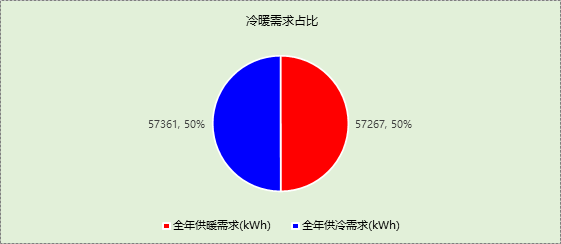 冷暖需求占比
57361, 50%
57267, 50%
全年供暖需求(kWh)
全年供冷需求(kWh)